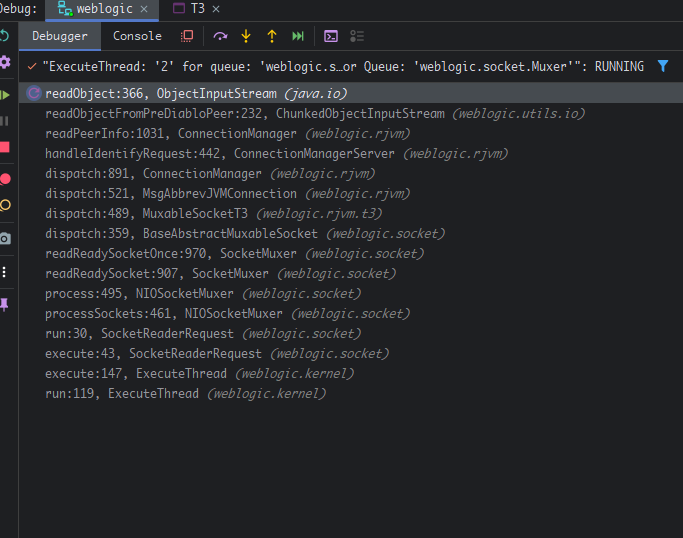 Debug: weblogic × T3 ×
Debugger Console
"ExecuteThread: '2' for queue: 'weblogic.s…or Queue: 'weblogic.socket.Muxer'": RUNNING
readObject:366, ObjectInputStream (java.io)
readObjectFromPreDiabloPeer:232, ChunkedObjectInputStream (weblogic.utils.io)
readPeerInfo:1031, ConnectionManager (weblogic.rjvm)
handleIdentifyRequest:442, ConnectionManagerServer (weblogic.rjvm)
dispatch:891, ConnectionManager (weblogic.rjvm)
dispatch:521, MsgAbbrevJVMConnection (weblogic.rjvm)
dispatch:489, MuxableSocketT3 (weblogic.rjvm.t3)
dispatch:359, BaseAbstractMuxableSocket (weblogic.socket)
readReadySocketOnce:970, SocketMuxer (weblogic.socket)
readReadySocket:907, SocketMuxer (weblogic.socket)
process:495, NIOSocketMuxer (weblogic.socket)
processSockets:461, NIOSocketMuxer (weblogic.socket)
run:30, SocketReaderRequest (weblogic.socket)
execute:43, SocketReaderRequest (weblogic.socket)
execute:147, ExecuteThread (weblogic.kernel)
run:119, ExecuteThread (weblogic.kernel)